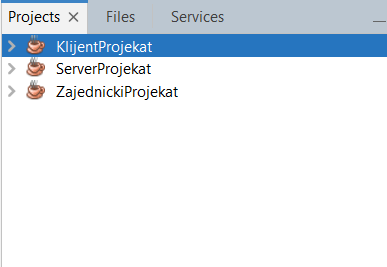 Projects Files Services
KlijentProjekat
ServerProjekat
ZajednickiProjekat